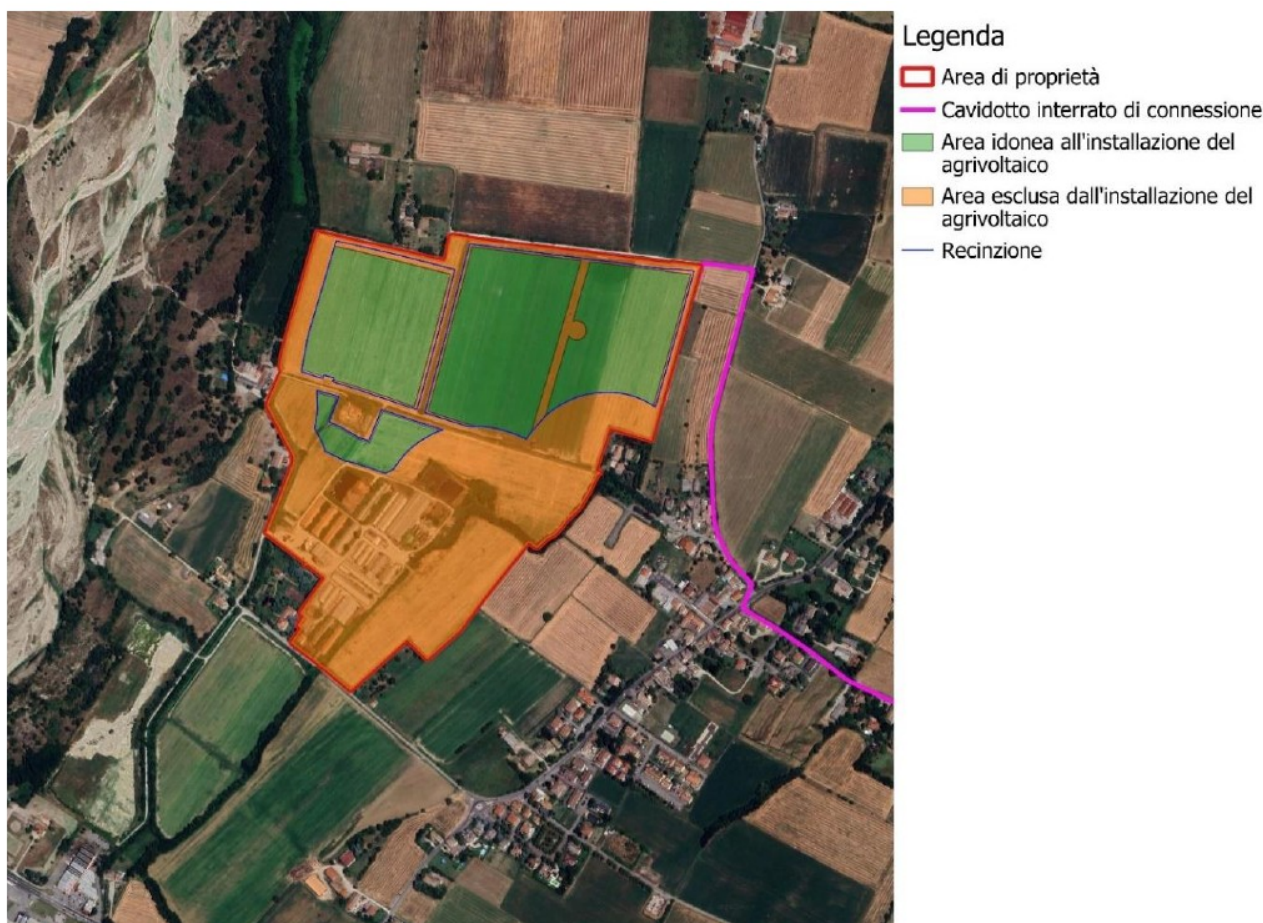 Legenda
Area di proprietà
Cavidotto interrato di connessione
Area idonea all'installazione del
agrivoltaico
Area esclusa dall'installazione del
agrivoltaico
Recinzione